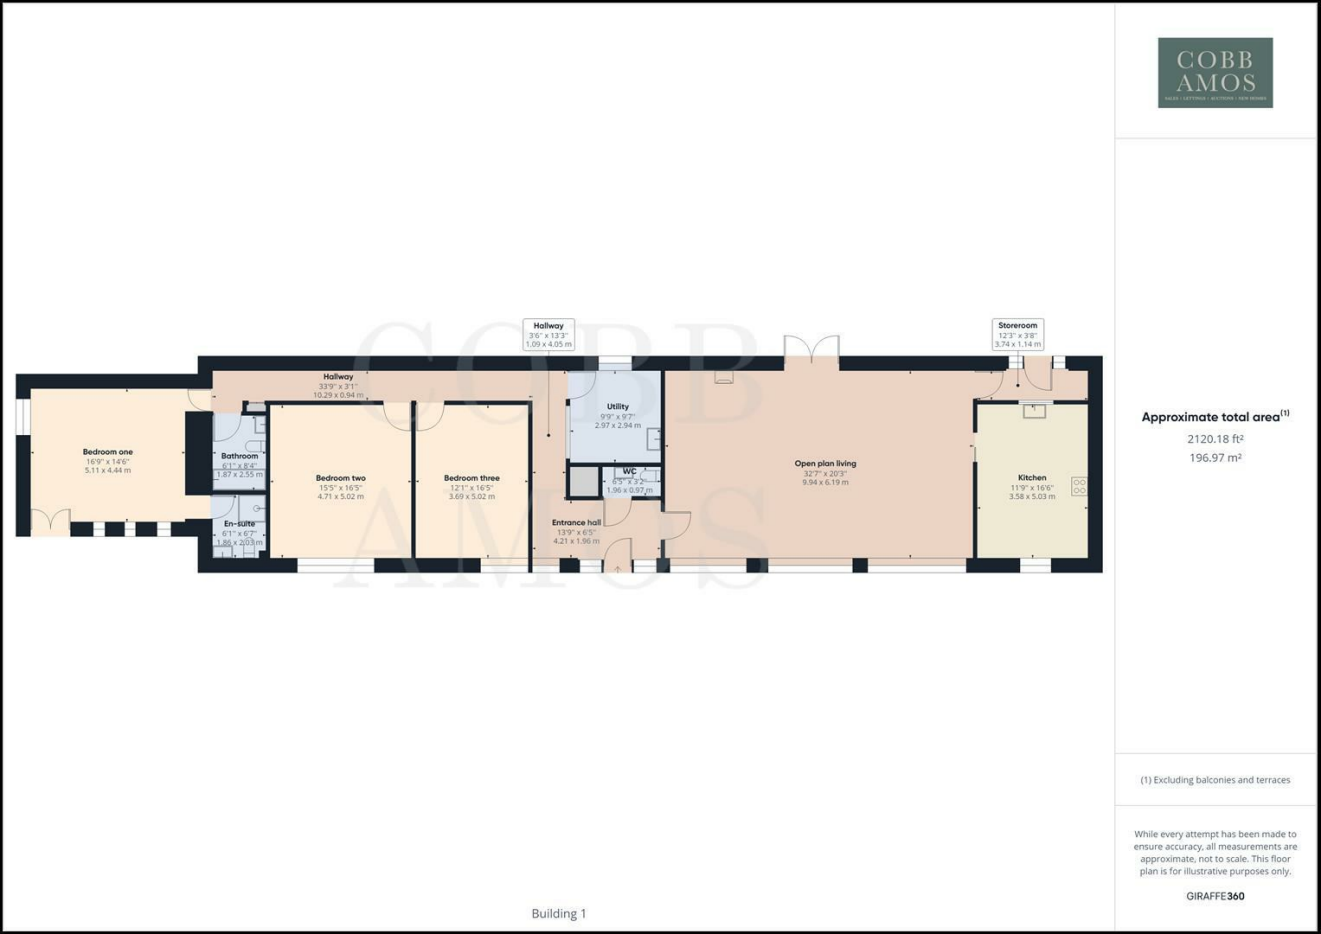 COBB
AMOS
SALES • LETTINGS • AUCTIONS • NEW HOMES
COBB
AMOS
Hallway
3'6" x 13'3"
1.09 x 4.05 m
Storeroom
12'3" x 3'8"
3.74 x 1.14 m
Hallway
33'9" x 3'1"
10.29 x 0.94 m
Utility
9'9" x 9'7"
2.97 x 2.94 m
Bedroom one
16'9" x 14'6"
5.11 x 4.44 m
Bathroom
6'1" x 8'4"
1.87 x 2.55 m
Bedroom two
15'5" x 16'5"
4.71 x 5.02 m
Bedroom three
12'1" x 16'5"
3.69 x 5.02 m
WC
6'5" x 3'2"
1.96 x 0.97 m
Open plan living
32'7" x 20'3"
9.94 x 6.19 m
Kitchen
11'9" x 16'6"
3.58 x 5.03 m
En-suite
6'1" x 6'7"
1.86 x 2.03 m
Entrance hall
13'9" x 6'5"
4.21 x 1.96 m
Approximate total area(1)
2120.18 ft²
196.97 m²
(1) Excluding balconies and terraces
While every attempt has been made to
ensure accuracy, all measurements are
approximate, not to scale. This floor
plan is for illustrative purposes only.
GIRAFFE360
Building 1